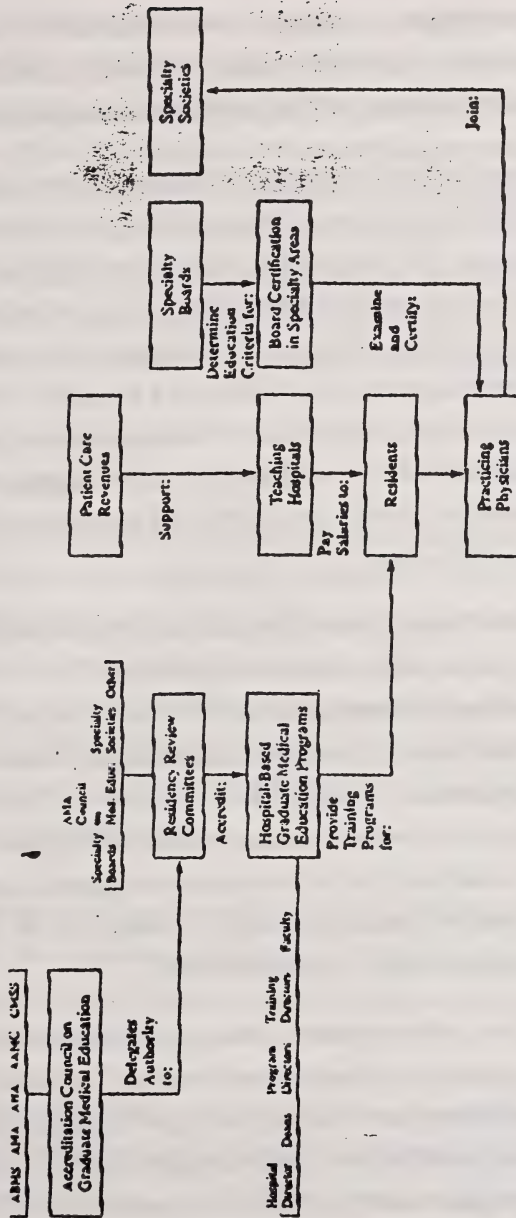 ABMS AMA AHA AAMC CMSS
Accreditation Council on
Graduate Medical Education
Delegates
Authority
to:
AMA
Council
Specialty on Specialty
Boards Med. Educ. Societies Other
Residency Review
Committees
Accredit:
Hospital Program Training
Director Deans Directors Directors Faculty
Hospital-Based
Graduate Medical
Education Programs
Provide
Training
Programs
for:
Patient Care
Revenues
Support:
Teaching
Hospitals
Pay
Salaries to:
Residents
Specialty
Boards
Determine
Education
Criteria for:
Board Certification
in Specialty Areas
Examine
and
Certify:
Practicing
Physicians
Specialty
Societies
Join: